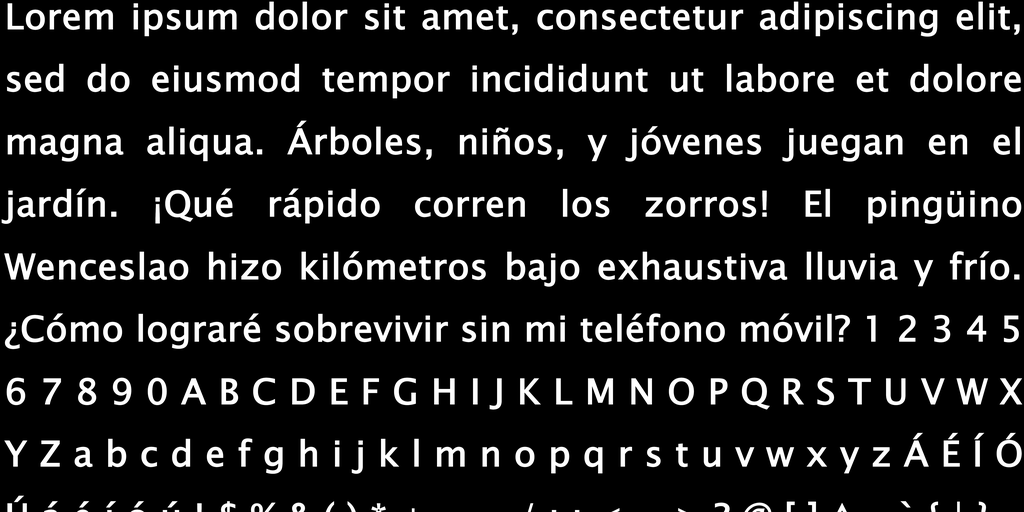 Lorem ipsum dolor sit amet, consectetur adipiscing elit,
sed do eiusmod tempor incididunt ut labore et dolore
magna aliqua. Árboles, niños, y jóvenes juegan en el
jardín. ¡Qué rápido corren los zorros! El pingüino
Wenceslao hizo kilómetros bajo exhaustiva lluvia y frío.
¿Cómo lograré sobrevivir sin mi teléfono móvil? 1 2 3 4 5
6 7 8 9 0 A B C D E F G H I J K L M N O P Q R S T U V W X
Y Z a b c d e f g h i j k l m n o p q r s t u v w x y z Á É Í Ó